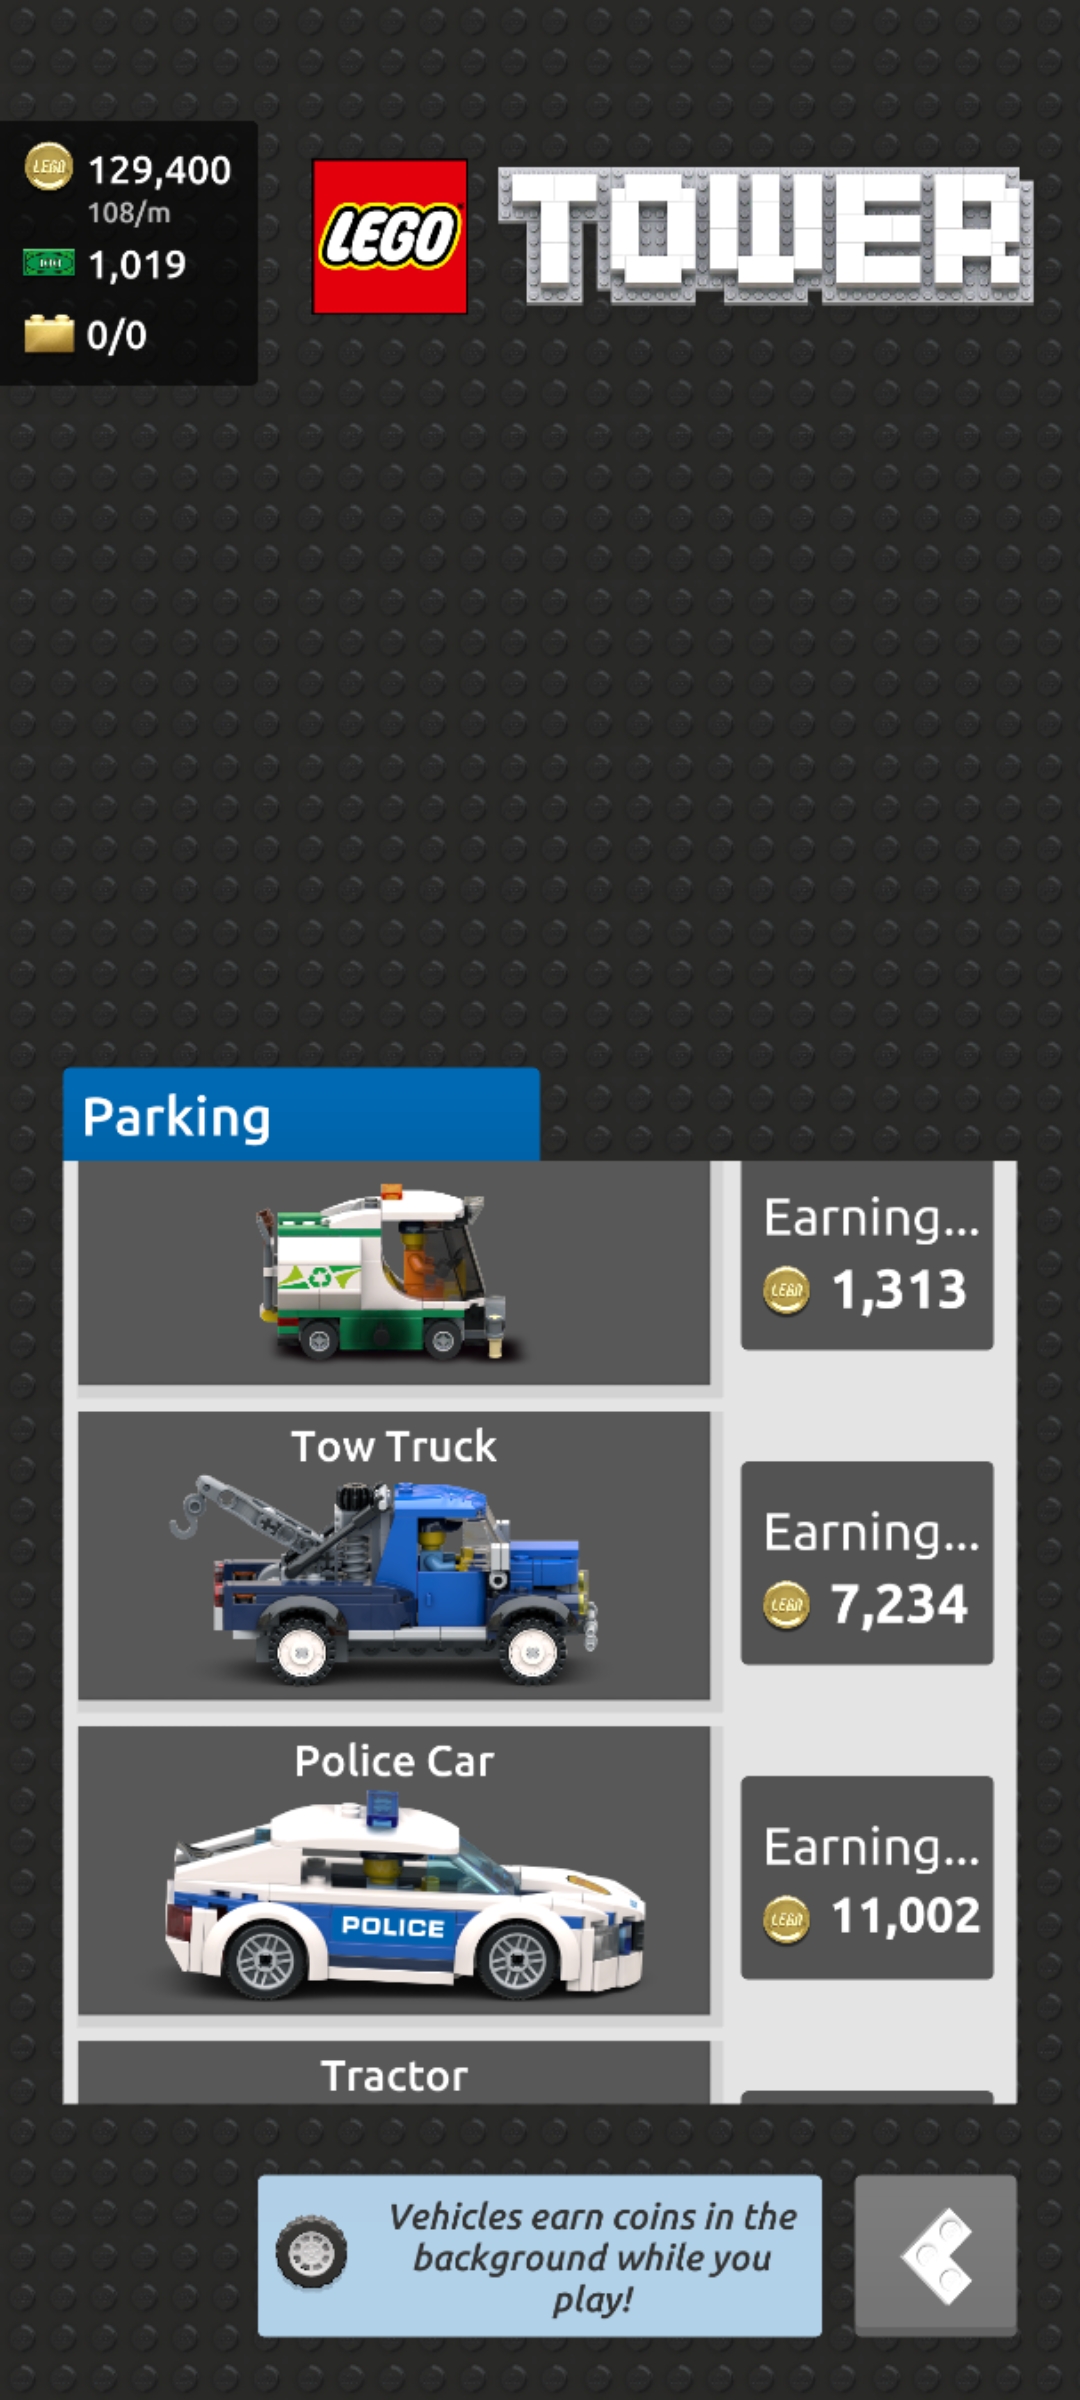 129,400
108/m
1,019
0/0
LEGO
TOWER
Parking
Earning...
1,313
Tow Truck
Earning...
7,234
Police Car
POLICE
Earning...
11,002
Tractor
Vehicles earn coins in the
background while you
play!